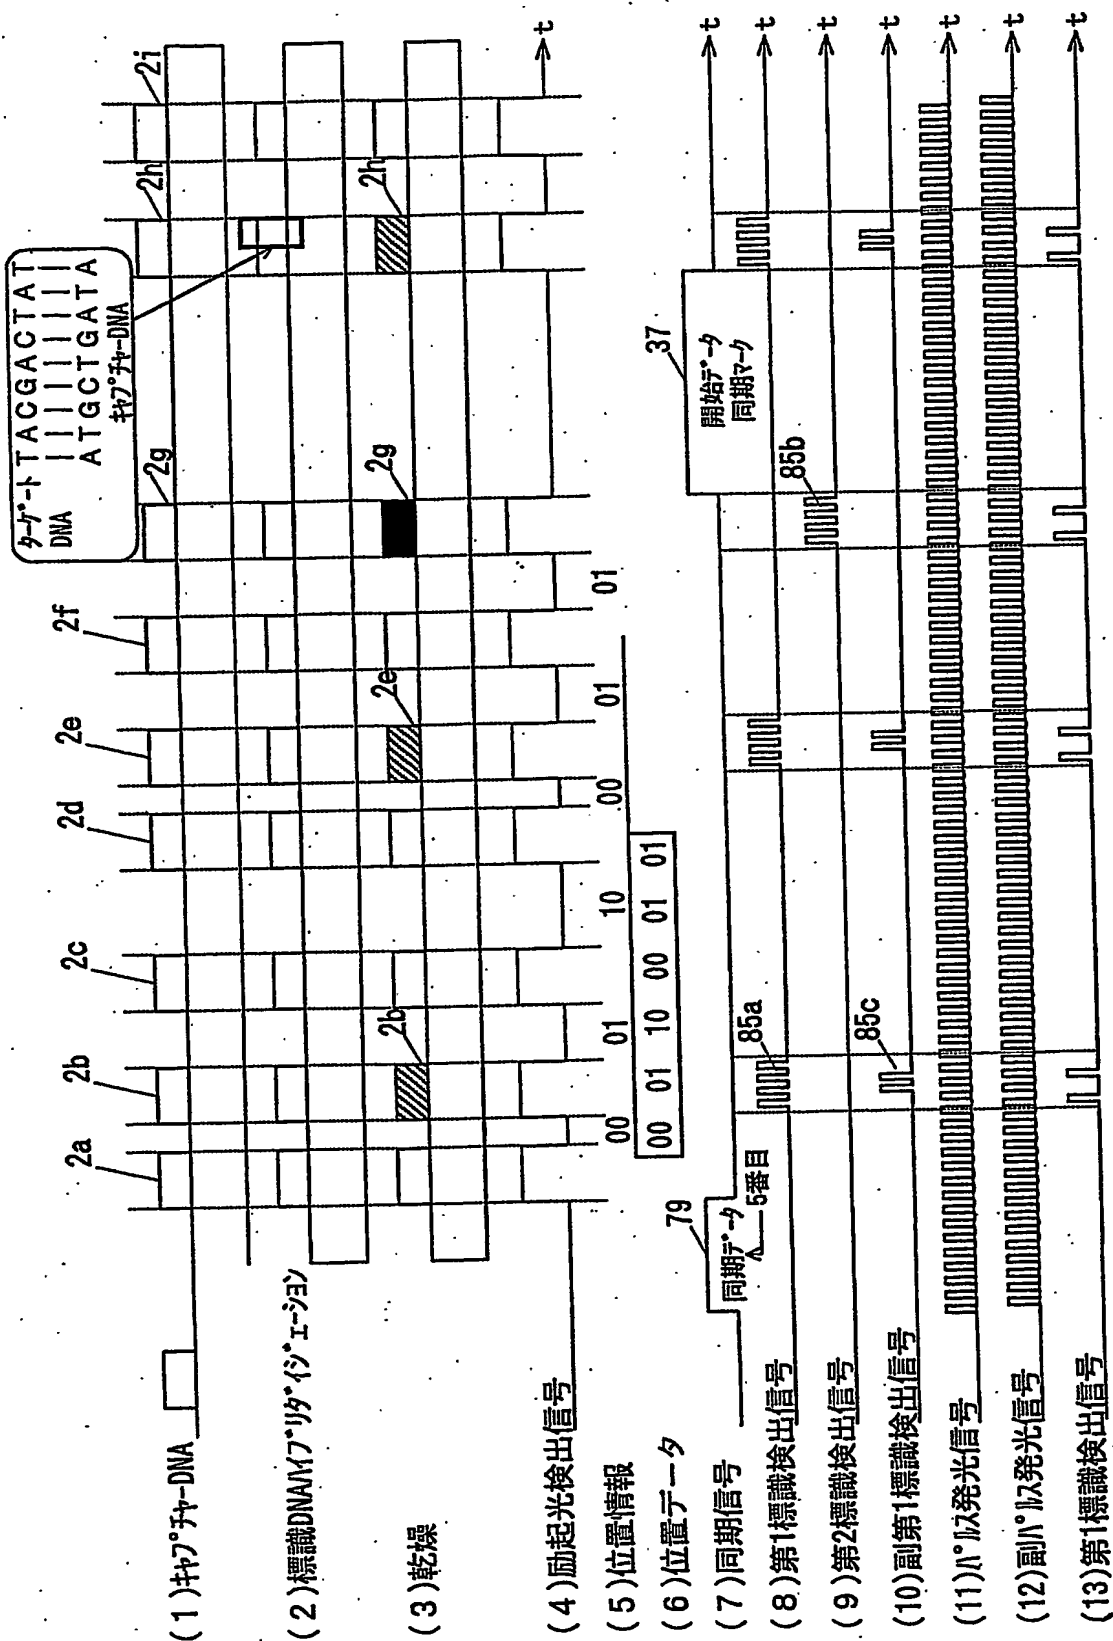 ターゲート TACGACTAT
DNA
ATGCTGATA
キャプチャーDNA
2a
2b
2c
2d
2e
2f
2g
2h
2i
(1)キャプチャーDNA
(2)標識DNAハイブリダイジェーション
(3)乾燥
2b
2e
2g
2h
(4)励起光検出信号
t
(5)位置情報
00 01 10 00 01 01
(6)位置データ
00 01 10 00 01 01
(7)同期信号
79
同期データ
5番目
37
開始データ
同期マーク
t
(8)第1標識検出信号
85a
t
(9)第2標識検出信号
85b
t
(10)副第1標識検出信号
85c
t
(11)パルス発光信号
t
(12)副パルス発光信号
t
(13)第1標識検出信号
t